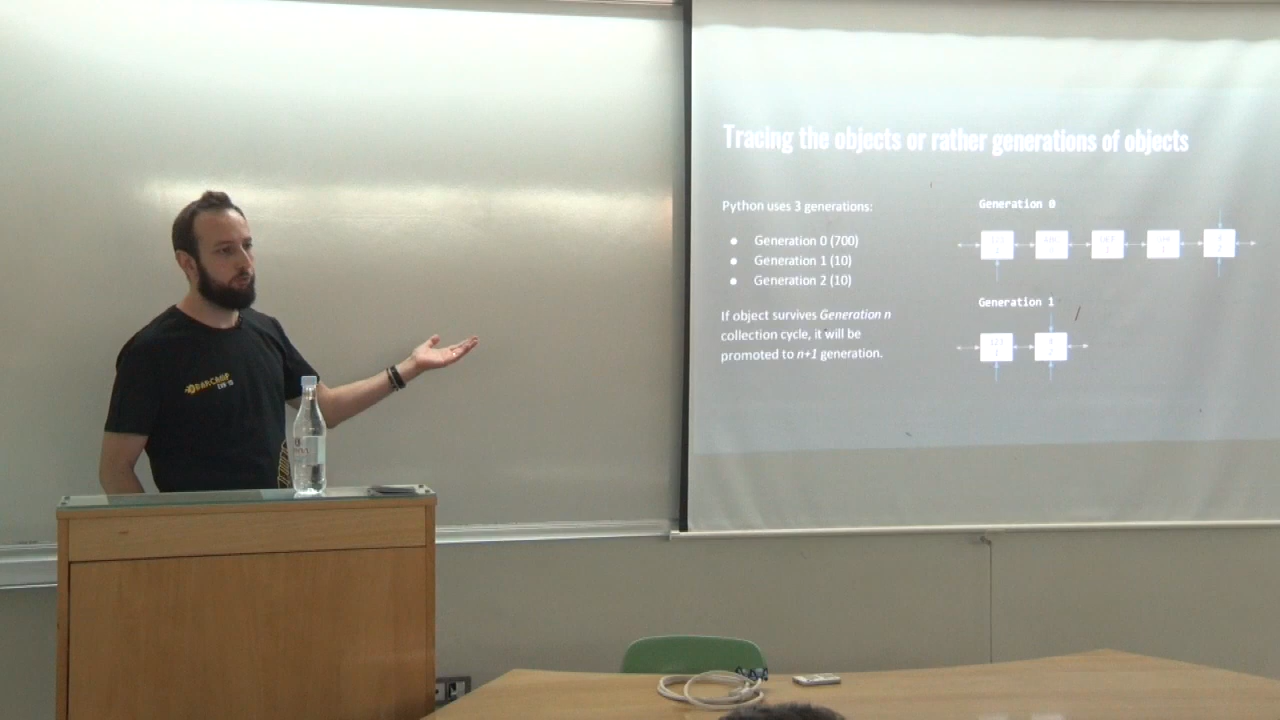 Tracing the objects or rather generations of objects
Python uses 3 generations:
● Generation 0 (700)
● Generation 1 (10)
● Generation 2 (10)
If object survives Generation n
collection cycle, it will be
promoted to n+1 generation.
Generation 0
Generation 1
BARCAMP